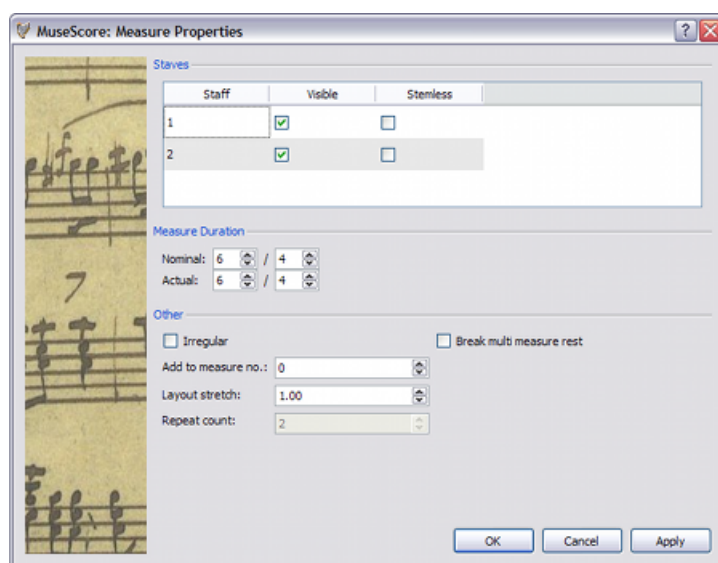 MuseScore: Measure Properties
Staves
Staff Visible Stemless
1
2
Measure Duration
Nominal: 6 / 4
Actual: 6 / 4
Other
Irregular Break multi measure rest
Add to measure no.: 0
Layout stretch: 1.00
Repeat count: 2
OK Cancel Apply
7